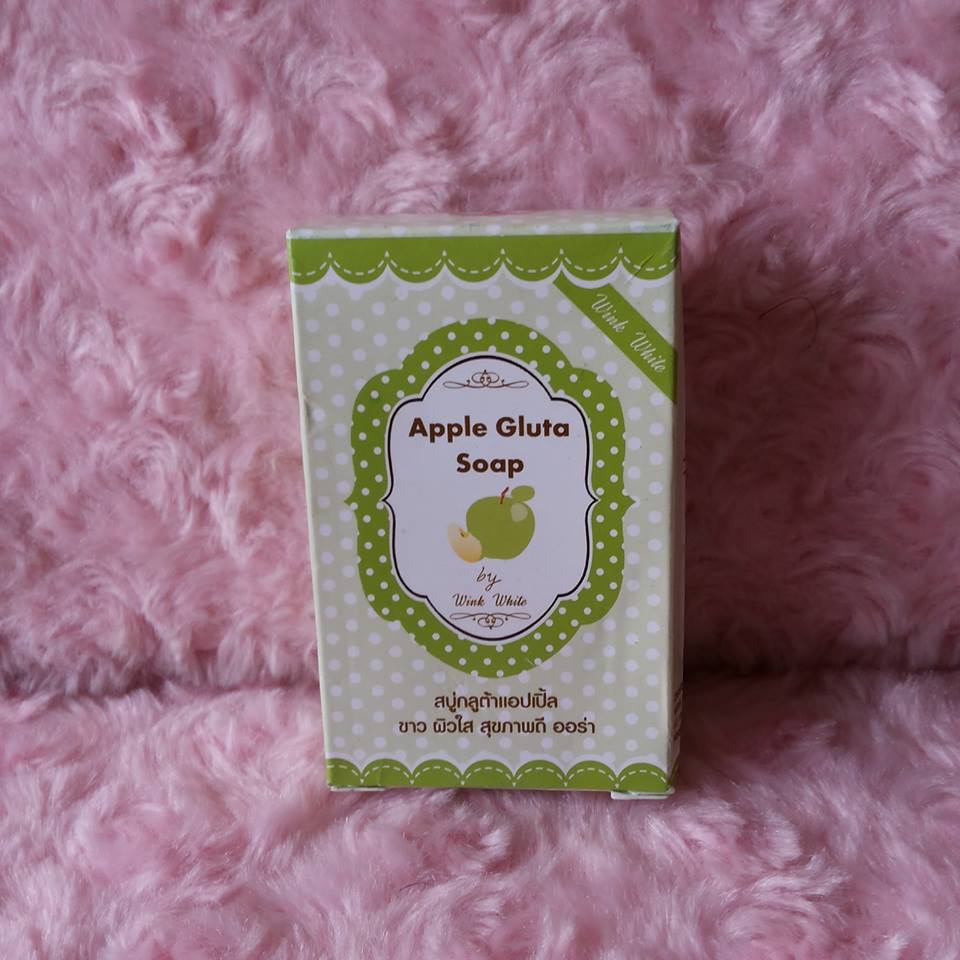 Wink White
Apple Gluta
Soap
by
Wink White
สบู่กลูต้าแอปเปิ้ล
ขาว ผิวใส สุขภาพดี ออร่า